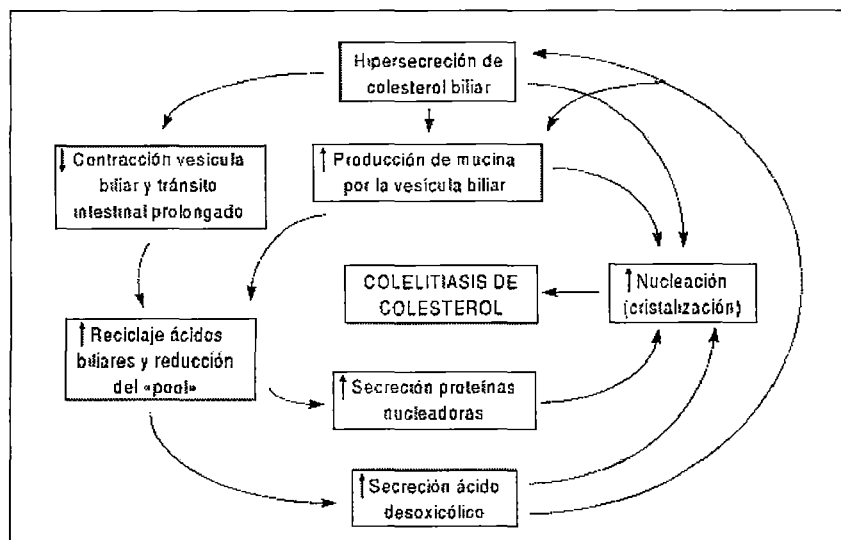 Hipersecreción de
colesterol biliar
↓ Contracción vesícula
biliar y tránsito
intestinal prolongado
↑ Producción de mucina
por la vesícula biliar
COLELITIASIS DE
COLESTEROL
↑ Nucleación
(cristalización)
↑ Reciclaje ácidos
biliares y reducción
del «pool»
↑ Secreción proteínas
nucleadoras
↑ Secreción ácido
desoxicólico